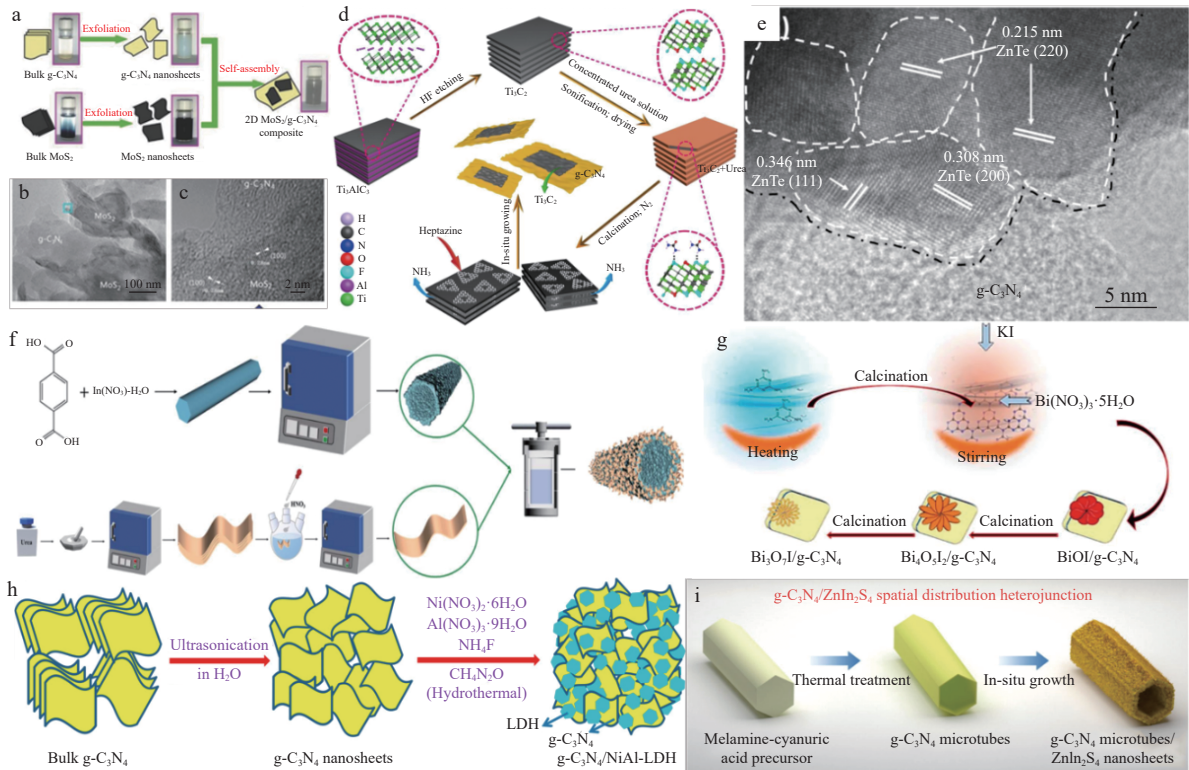 a
Exfoliation
Bulk g-C₃N₄
g-C₃N₄ nanosheets
Self-assembly
Exfoliation
2D MoS₂/g-C₃N₄
composite
Bulk MoS₂
MoS₂ nanosheets
b
MoS₂
g-C₃N₄
MoS₂
100 nm
c
g-C₃N₄
MoS₂
2 nm
d
HF etching
Ti₃C₂
Concentrated urea solution
Sonification; drying
Ti₃AlC₂
g-C₃N₄
Ti₃C₂
Ti₃C₂+Urea
In-situ growing
Calcination; N₂
H
C
N
O
F
Al
Ti
Heptazine
NH₃
NH₃
e
0.215 nm
ZnTe (220)
0.346 nm
ZnTe (111)
0.308 nm
ZnTe (200)
g-C₃N₄
5 nm
f
HO
O
+ In(NO₃)-H₂O
O
OH
HNO₃
Urea
g
KI
Calcination
Bi(NO₃)₃·5H₂O
Heating
Stirring
Calcination
Calcination
Bi₃O₇I/g-C₃N₄
Bi₄O₅I₂/g-C₃N₄
BiOI/g-C₃N₄
h
Ultrasonication
in H₂O
Ni(NO₃)₂·6H₂O
Al(NO₃)₃·9H₂O
NH₄F
CH₄N₂O
(Hydrothermal)
LDH
g-C₃N₄
Bulk g-C₃N₄
g-C₃N₄ nanosheets
g-C₃N₄/NiAl-LDH
i
g-C₃N₄/ZnIn₂S₄ spatial distribution heterojunction
Thermal treatment
In-situ growth
Melamine-cyanuric
acid precursor
g-C₃N₄ microtubes
g-C₃N₄ microtubes/
ZnIn₂S₄ nanosheets